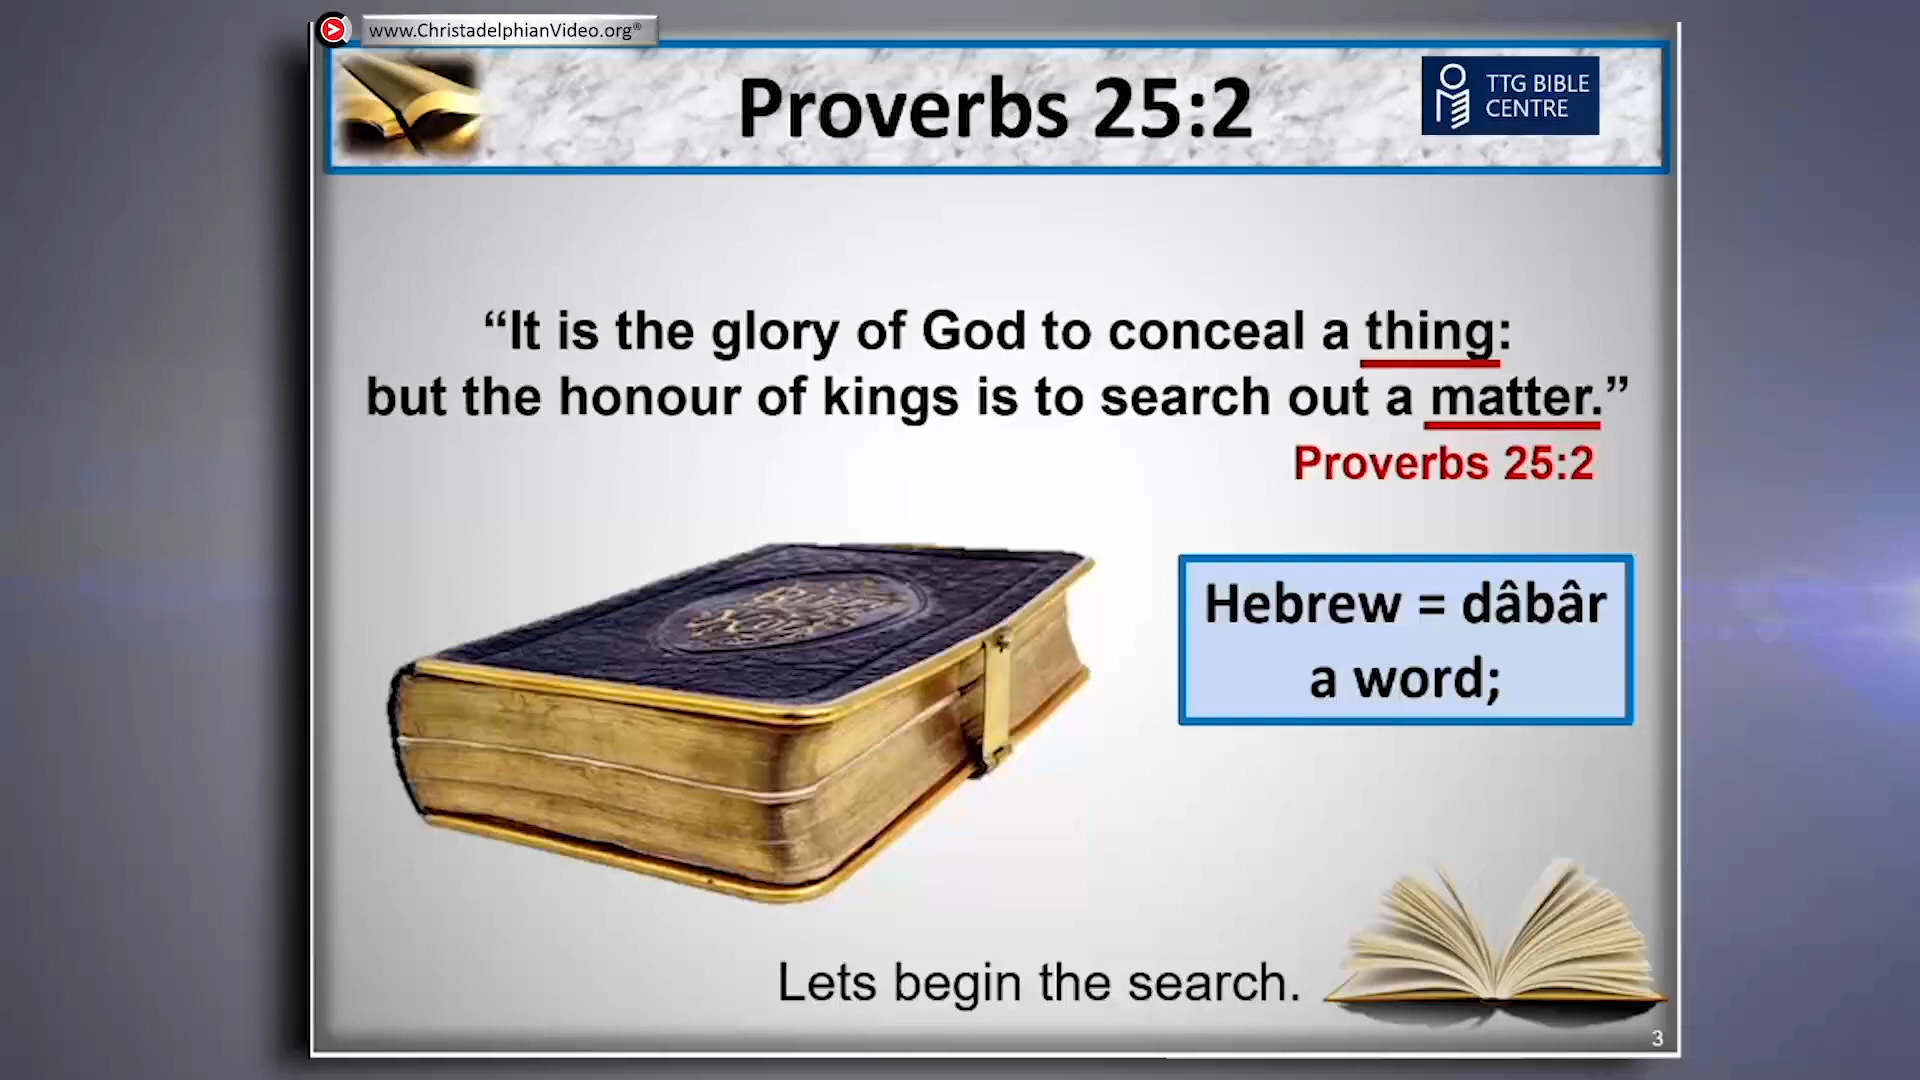 www.ChristadelphianVideo.org®
Proverbs 25:2
TTG BIBLE
CENTRE
“It is the glory of God to conceal a thing:
but the honour of kings is to search out a matter.”
Proverbs 25:2
Hebrew = dâbâr
a word;
Lets begin the search.
3